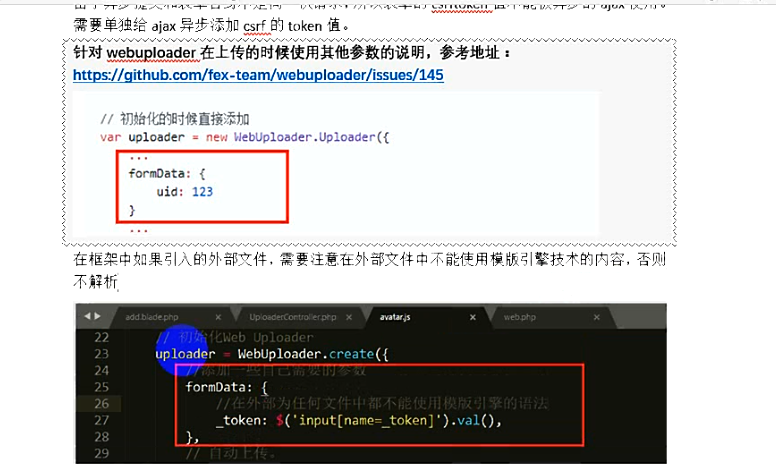 需要单独给 ajax 异步添加 csrf 的 token 值。
针对 webuploader 在上传的时候使用其他参数的说明，参考地址：
https://github.com/fex-team/webuploader/issues/145
// 初始化的时候直接添加
var uploader = new WebUploader.Uploader({
...
formData: {
uid: 123
}
...
在框架中如果引入的外部文件，需要注意在外部文件中不能使用模版引擎技术的内容，否则
不解析
add.blade.php × UploaderController.php × avatar.js × web.php ×
22 // 初始化Web Uploader
23 uploader = WebUploader.create({
24 //添加一些自己需要的参数
25 formData: {
26 //在外部为任何文件中都不能使用模版引擎的语法
27 _token: $('input[name=_token]').val(),
28 },
29 // 自动上传。